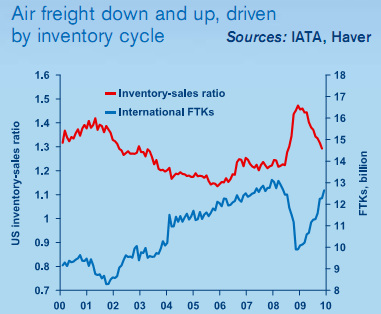 Air freight down and up, driven
by inventory cycle
Sources: IATA, Haver
1.6
1.5
1.4
1.3
1.2
1.1
1
0.9
0.8
0.7
US inventory-sales ratio
Inventory-sales ratio
International FTKs
18
17
16
15
14
13
12
11
10
9
8
FTKs, billion
00 01 02 03 04 05 06 07 08 09 10